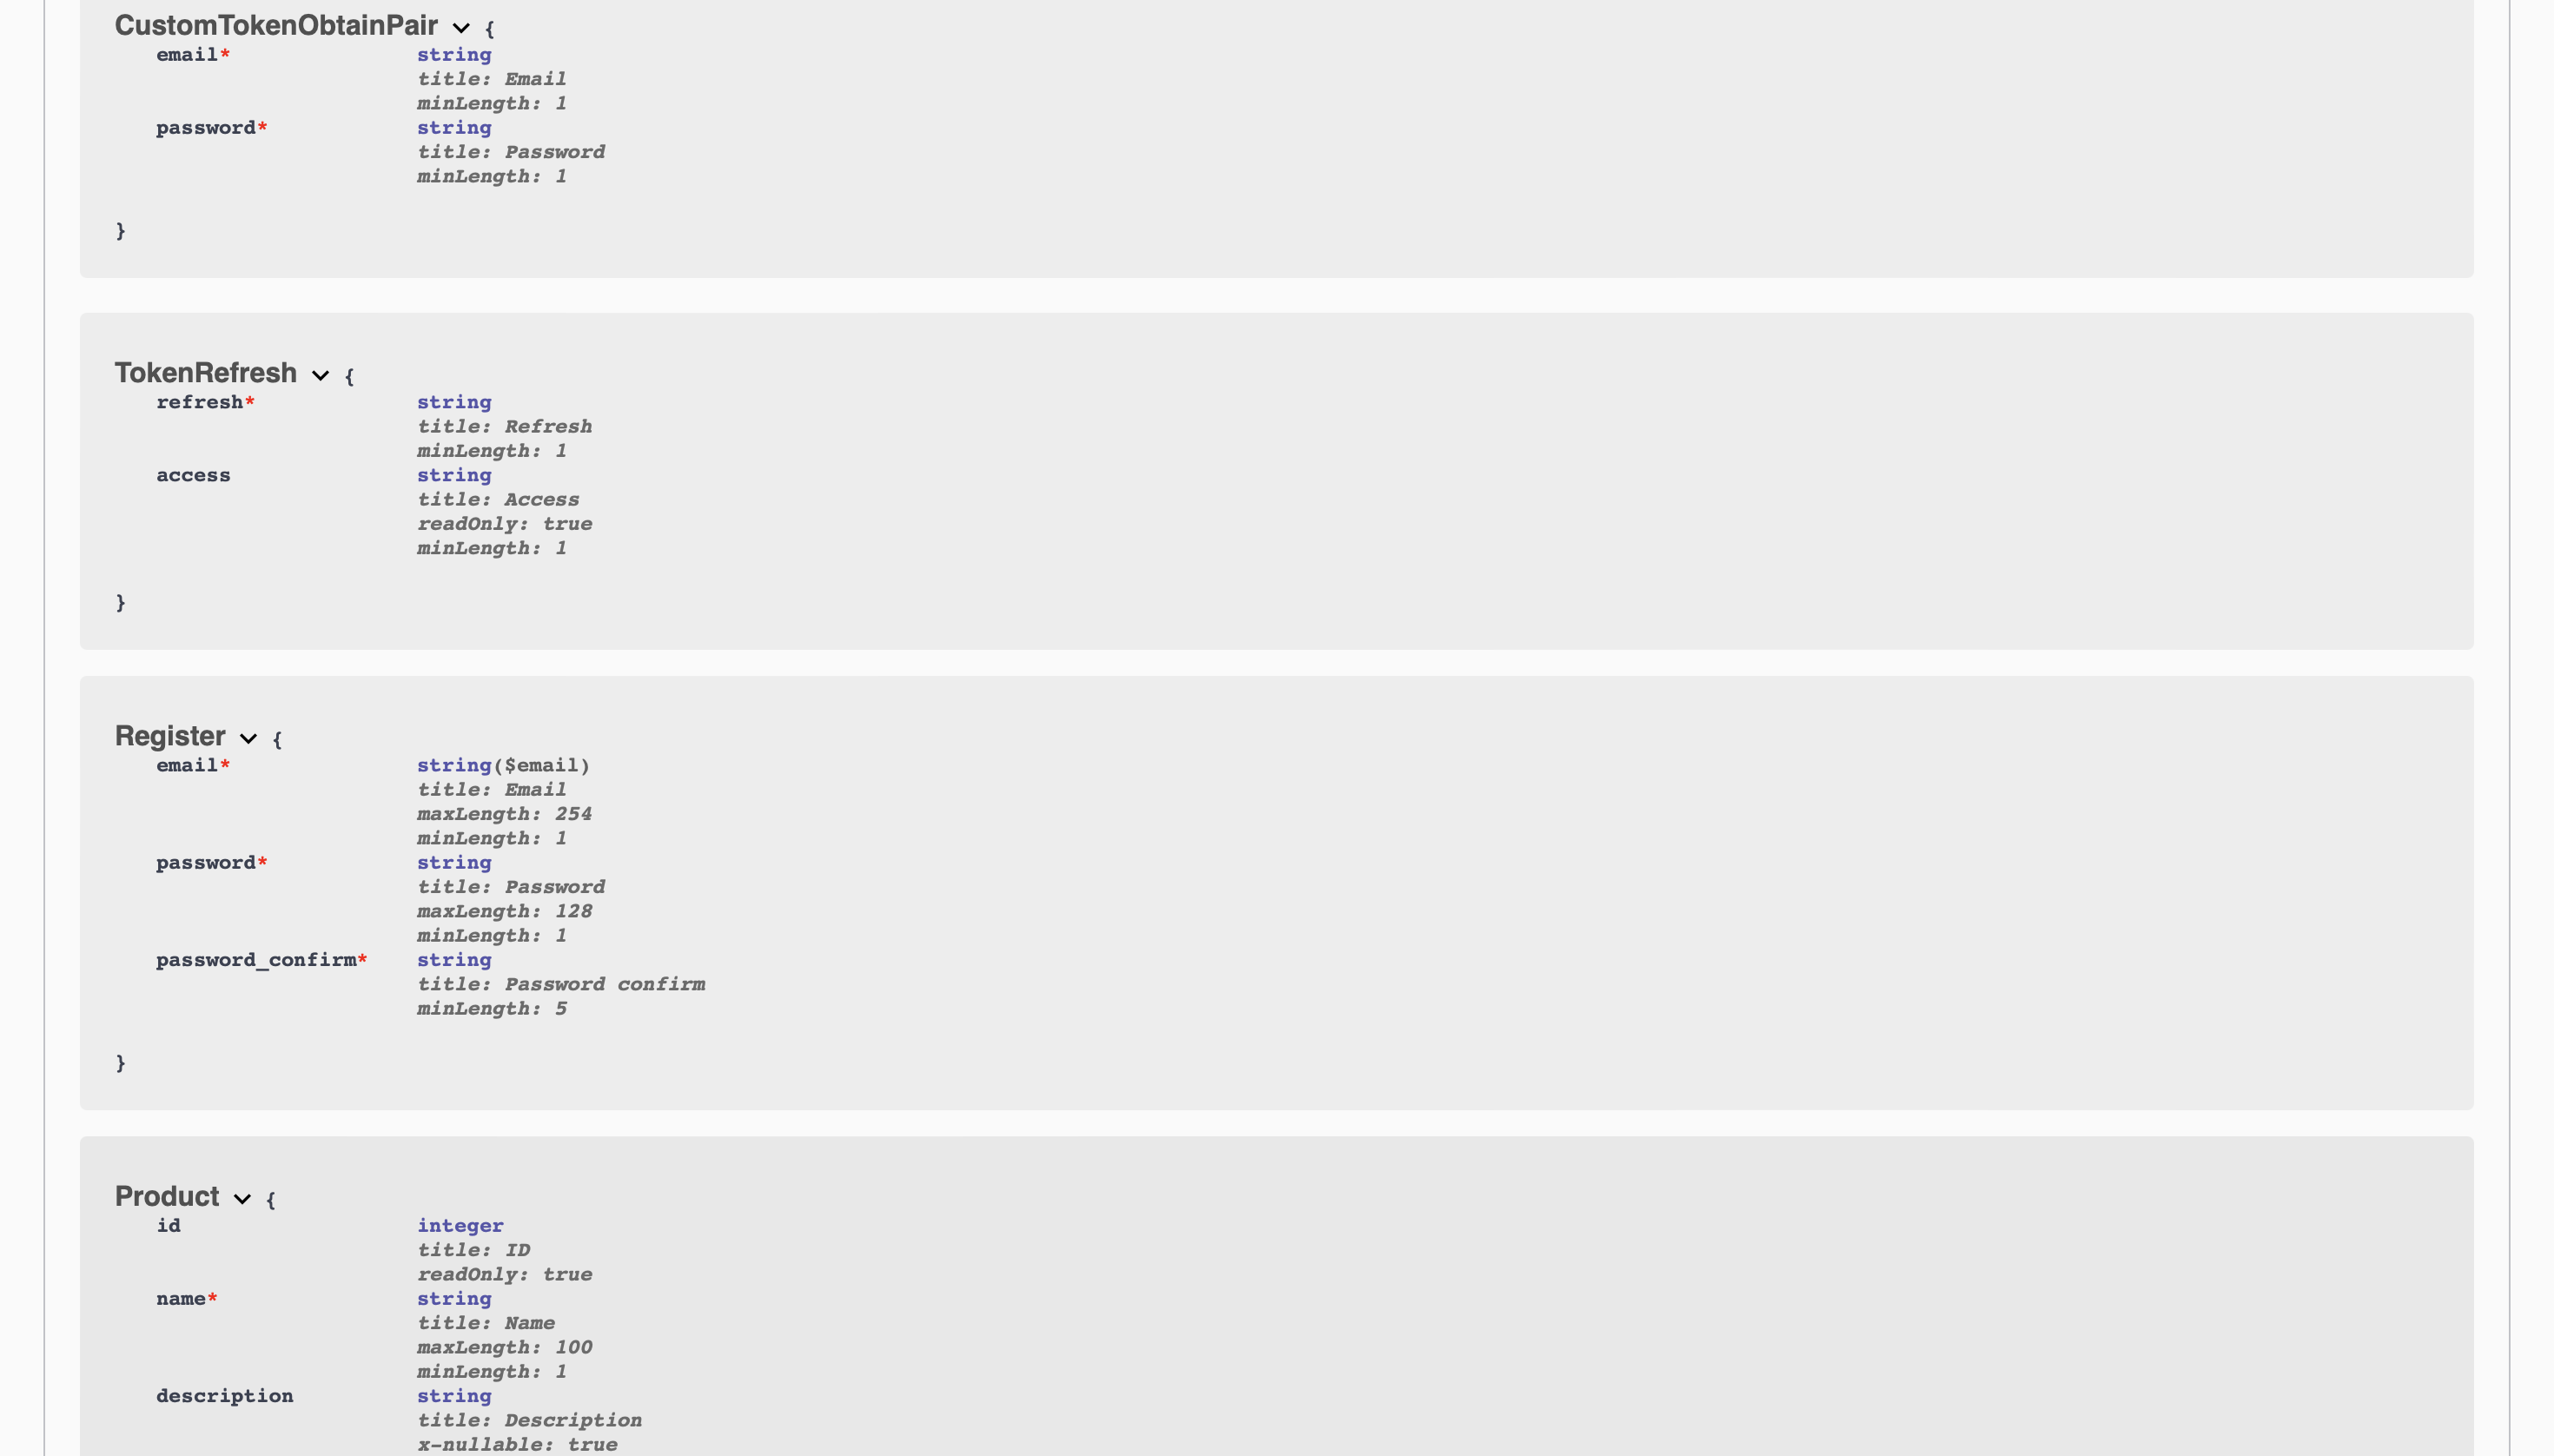 CustomTokenObtainPair {
email* string
title: Email
minLength: 1
password* string
title: Password
minLength: 1
}
TokenRefresh {
refresh* string
title: Refresh
minLength: 1
access string
title: Access
readOnly: true
minLength: 1
}
Register {
email* string($email)
title: Email
maxLength: 254
minLength: 1
password* string
title: Password
maxLength: 128
minLength: 1
password_confirm* string
title: Password confirm
minLength: 5
}
Product {
id integer
title: ID
readOnly: true
name* string
title: Name
maxLength: 100
minLength: 1
description string
title: Description
x-nullable: true